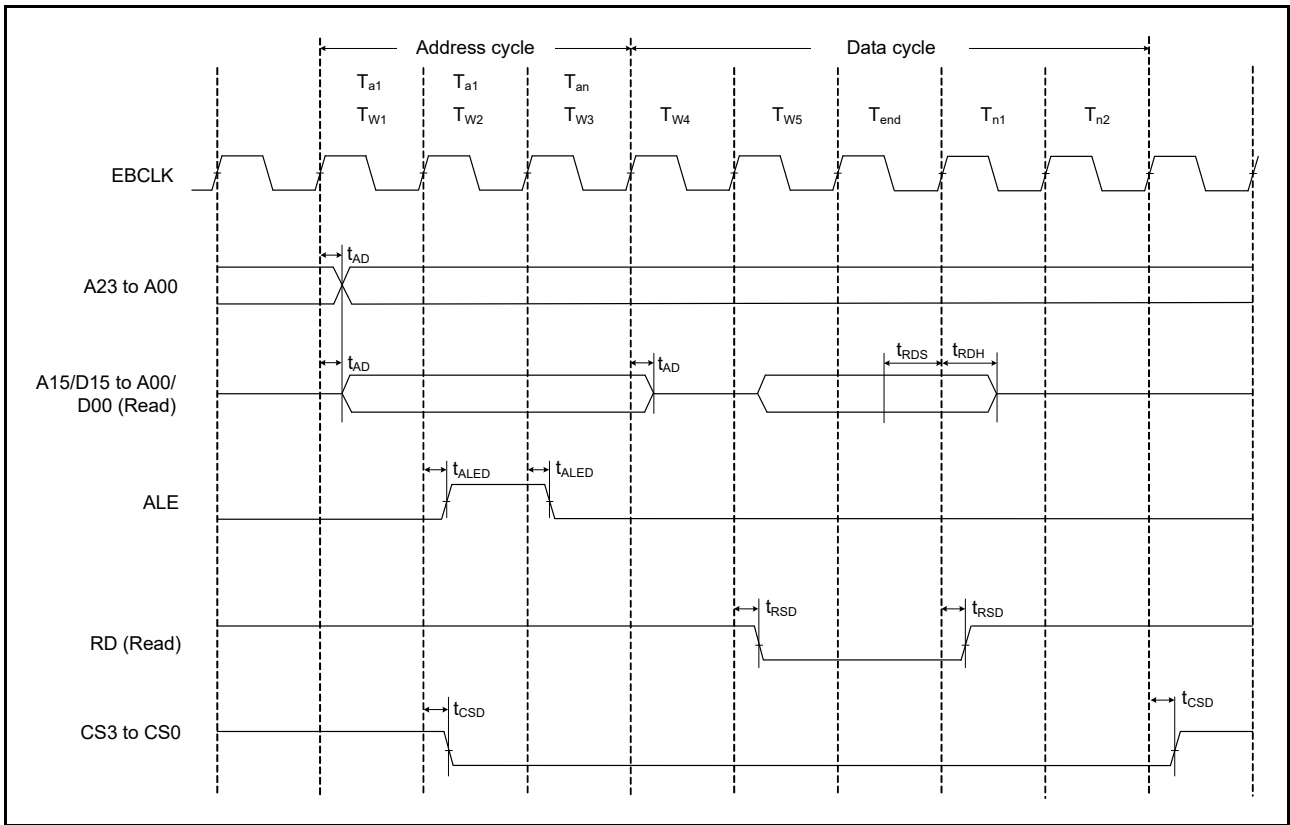 Address cycle Data cycle
Ta1 Ta1 Tan
TW1 TW2 TW3 TW4 TW5 Tend Tn1 Tn2
EBCLK
tAD
A23 to A00
tAD tAD tRDS tRDH
A15/D15 to A00/
D00 (Read)
tALED tALED
ALE
tRSD tRSD
RD (Read)
tCSD tCSD
CS3 to CS0